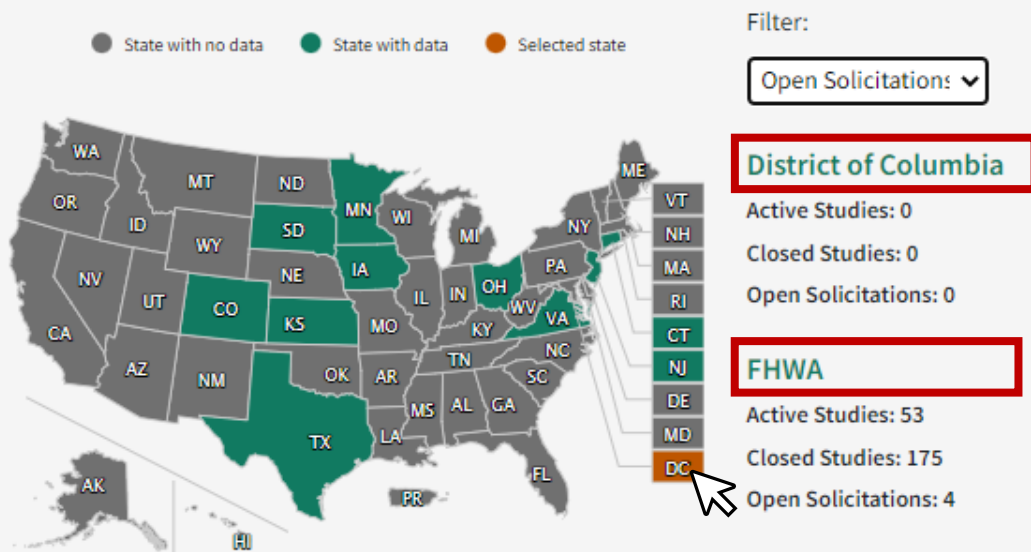 State with no data
State with data
Selected state
Filter:
Open Solicitations
District of Columbia
Active Studies: 0
Closed Studies: 0
Open Solicitations: 0
FHWA
Active Studies: 53
Closed Studies: 175
Open Solicitations: 4
WA
OR
CA
NV
ID
MT
WY
UT
AZ
CO
NM
ND
SD
NE
KS
OK
TX
MN
IA
MO
AR
LA
WI
IL
MI
IN
OH
KY
TN
MS
AL
GA
FL
SC
NC
VA
WV
PA
NY
ME
VT
NH
MA
RI
CT
NJ
DE
MD
DC
AK
HI
PR